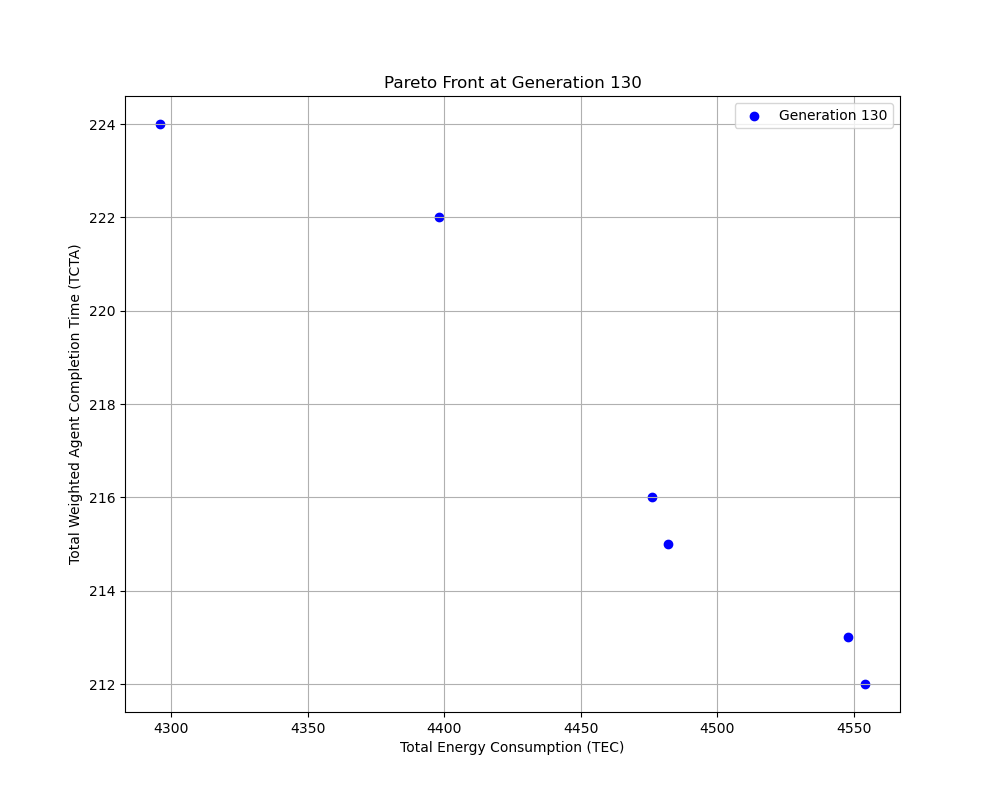 Pareto Front at Generation 130
Generation 130
Total Weighted Agent Completion Time (TCTA)
224
222
220
218
216
214
212
4300 4350 4400 4450 4500 4550
Total Energy Consumption (TEC)